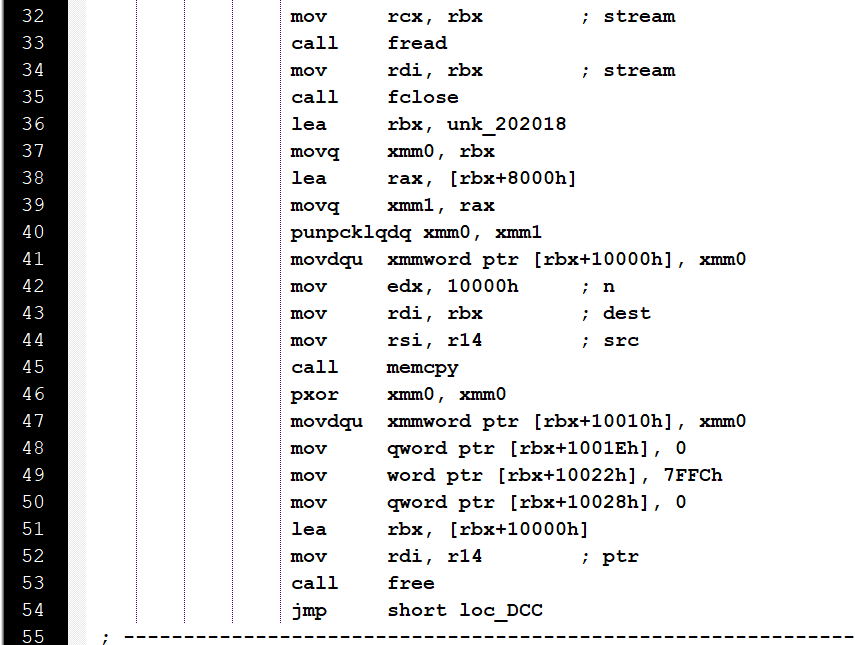 32 mov rcx, rbx ; stream
33 call fread
34 mov rdi, rbx ; stream
35 call fclose
36 lea rbx, unk_202018
37 movq xmm0, rbx
38 lea rax, [rbx+8000h]
39 movq xmm1, rax
40 punpcklqdq xmm0, xmm1
41 movdqu xmmword ptr [rbx+10000h], xmm0
42 mov edx, 10000h ; n
43 mov rdi, rbx ; dest
44 mov rsi, r14 ; src
45 call memcpy
46 pxor xmm0, xmm0
47 movdqu xmmword ptr [rbx+10010h], xmm0
48 mov qword ptr [rbx+1001Eh], 0
49 mov word ptr [rbx+10022h], 7FFCh
50 mov qword ptr [rbx+10028h], 0
51 lea rbx, [rbx+10000h]
52 mov rdi, r14 ; ptr
53 call free
54 jmp short loc_DCC
55 ; -------------------------------------------------------------